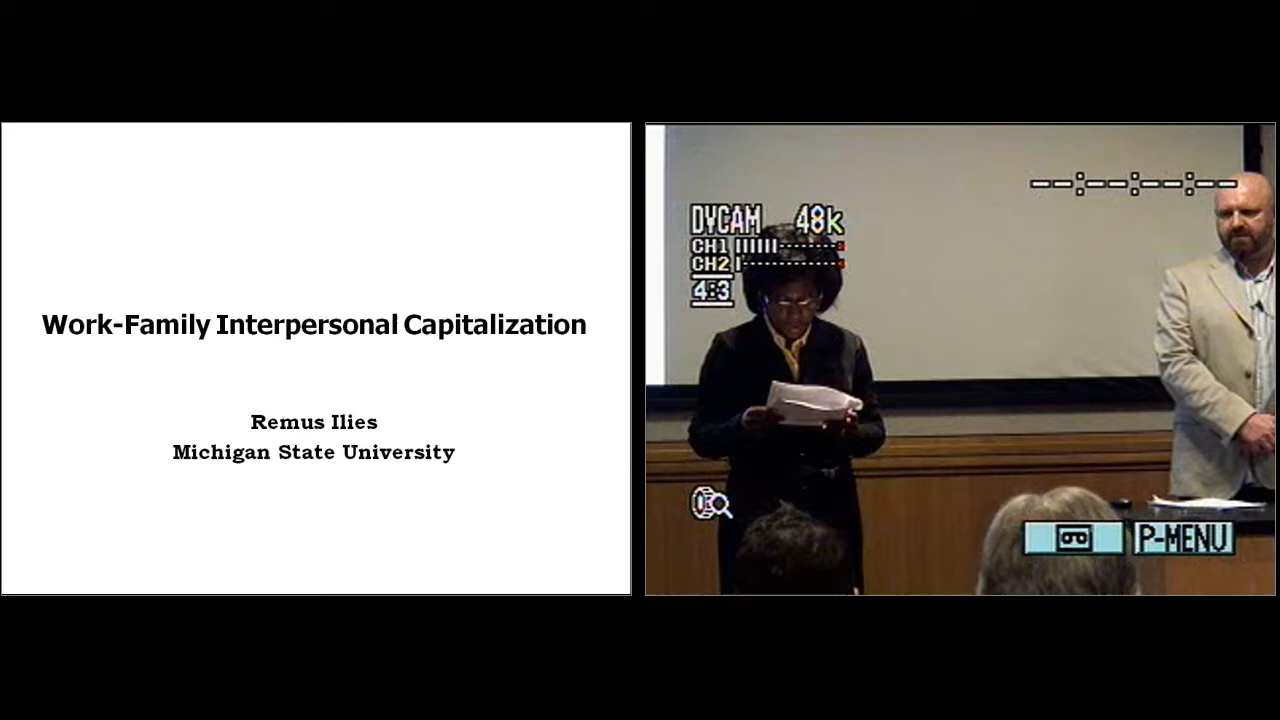 Work-Family Interpersonal Capitalization
Remus Ilies
Michigan State University
DVCAM 48k
CH1
CH2
4:3
P-MENU